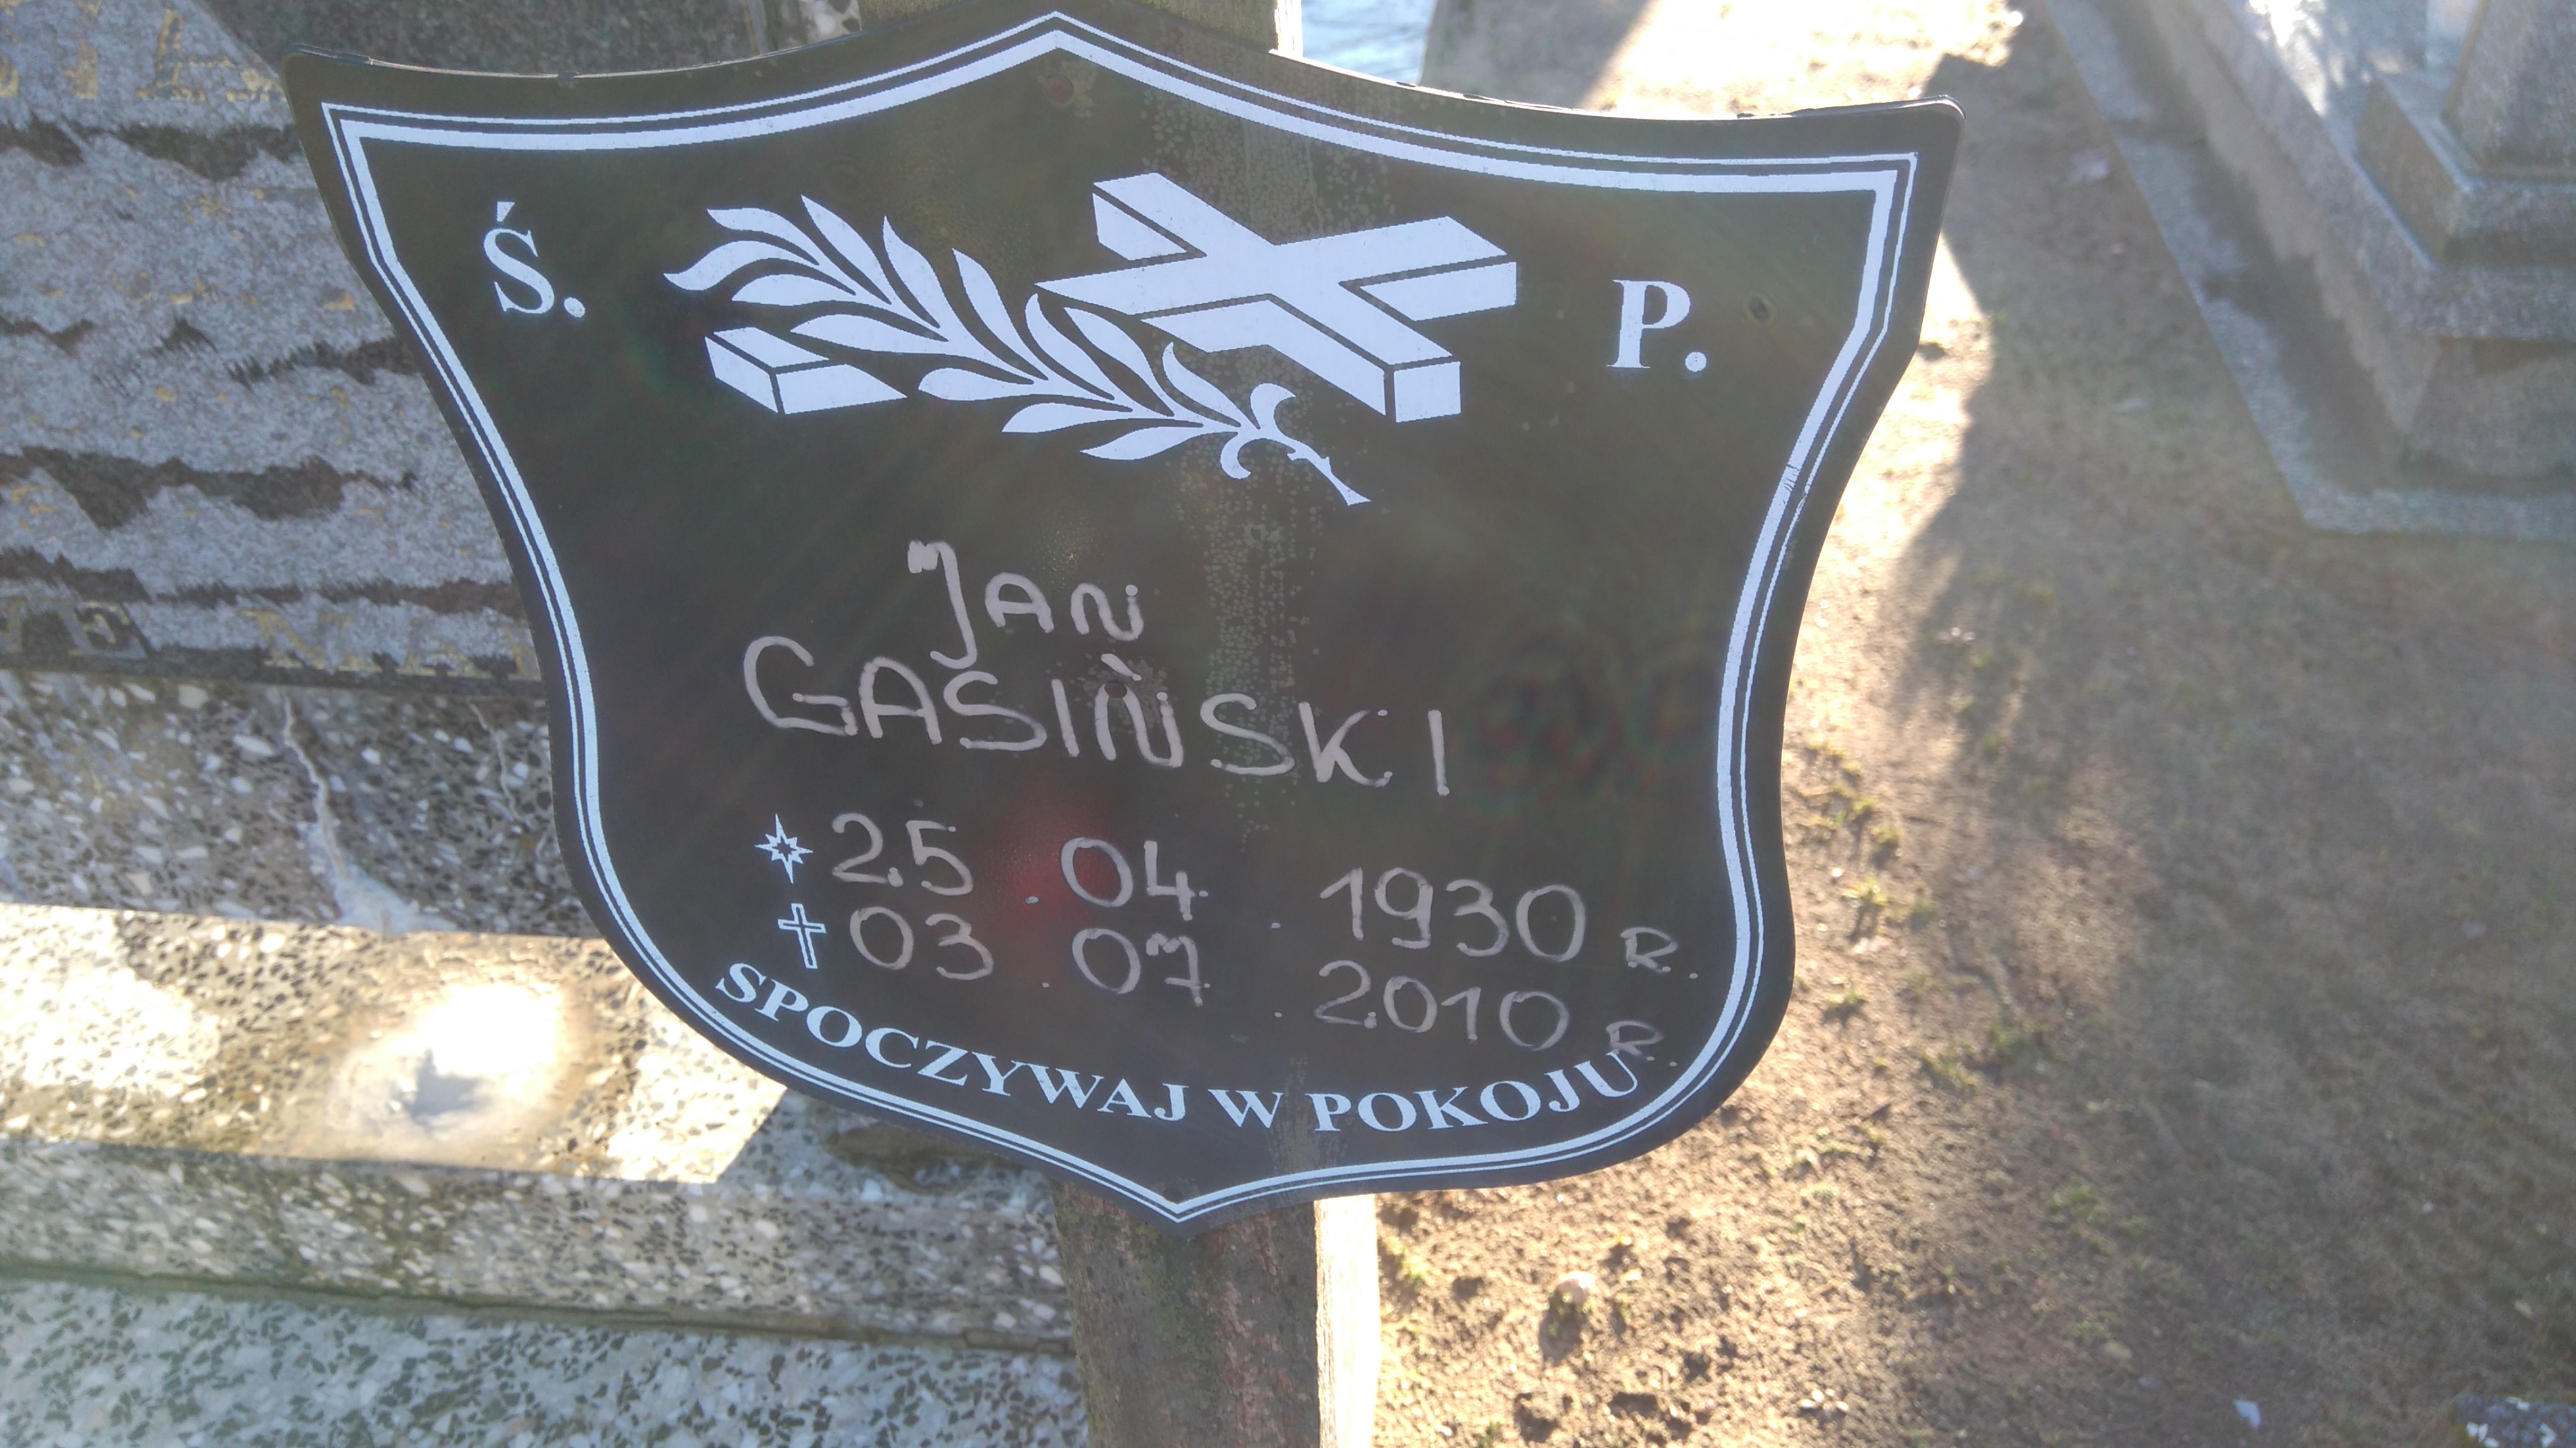 Ś. P.
JAN
GASIŃSKI
25.04.1930 R.
03.07.2010 R.
SPOCZYWAJ W POKOJU